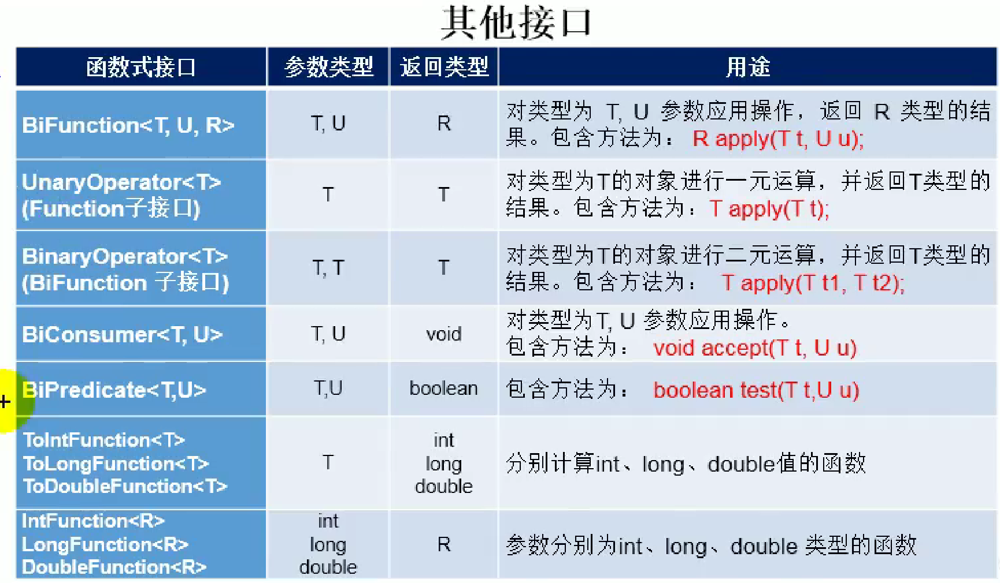 其他接口
函数式接口
参数类型
返回类型
用途
BiFunction<T, U, R>
T, U
R
对类型为 T, U 参数应用操作，返回 R 类型的结
果。包含方法为： R apply(T t, U u);
UnaryOperator<T>
(Function子接口)
T
T
对类型为T的对象进行一元运算，并返回T类型的
结果。包含方法为：T apply(T t);
BinaryOperator<T>
(BiFunction 子接口)
T, T
T
对类型为T的对象进行二元运算，并返回T类型的
结果。包含方法为： T apply(T t1, T t2);
BiConsumer<T, U>
T, U
void
对类型为T, U 参数应用操作。
包含方法为： void accept(T t, U u)
BiPredicate<T,U>
T,U
boolean
包含方法为： boolean test(T t,U u)
ToIntFunction<T>
ToLongFunction<T>
ToDoubleFunction<T>
T
int
long
double
分别计算int、long、double值的函数
IntFunction<R>
LongFunction<R>
DoubleFunction<R>
int
long
double
R
参数分别为int、long、double 类型的函数